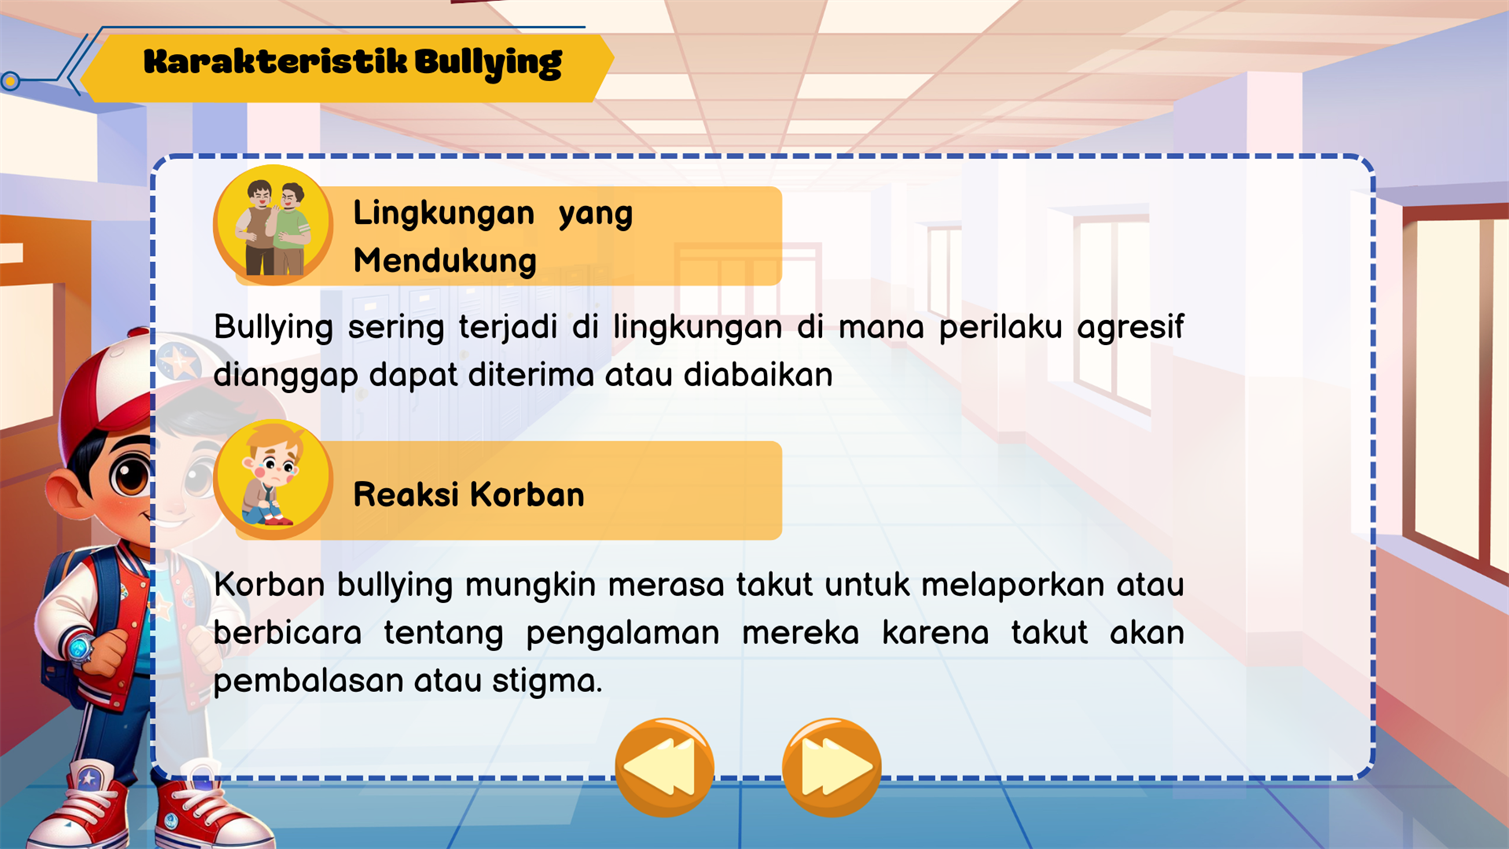 Karakteristik Bullying
Lingkungan yang
Mendukung
Bullying sering terjadi di lingkungan di mana perilaku agresif
dianggap dapat diterima atau diabaikan
Reaksi Korban
Korban bullying mungkin merasa takut untuk melaporkan atau
berbicara tentang pengalaman mereka karena takut akan
pembalasan atau stigma.